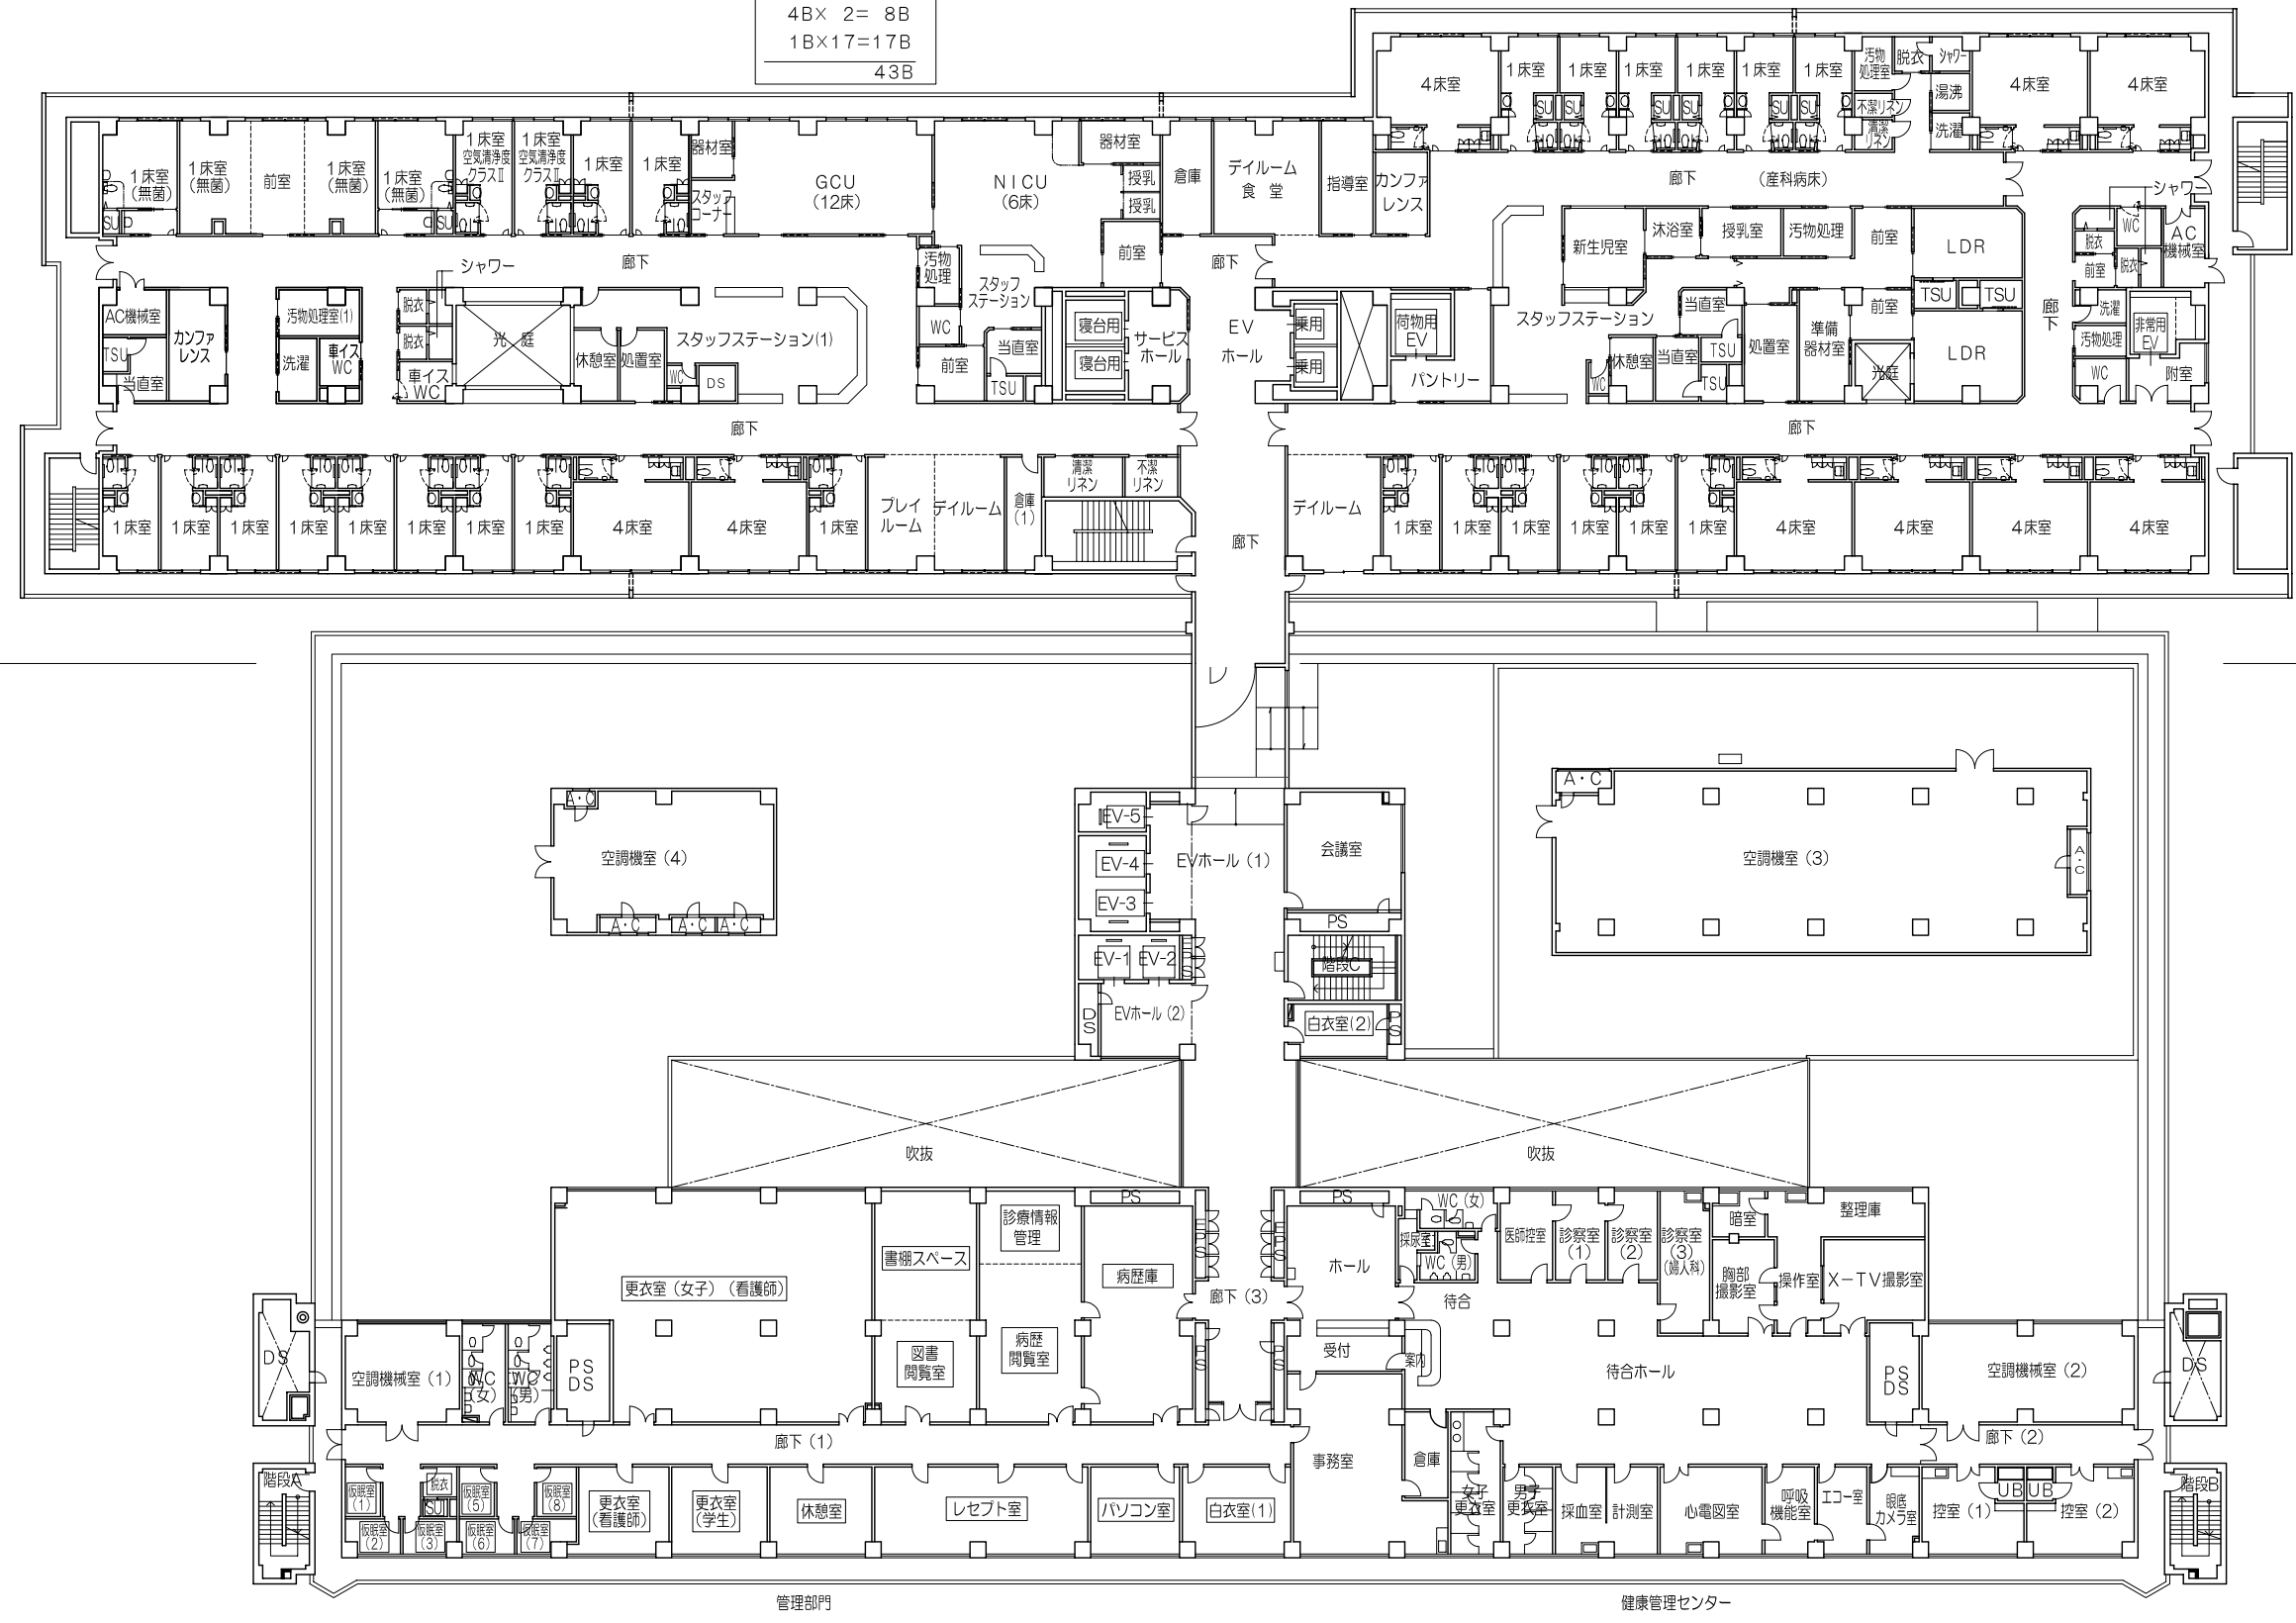 4B× 2= 8B
1B×17=17B
43B
4床室
1床室
1床室
1床室
1床室
1床室
1床室
汚物
処理室
脱衣
シャワー
4床室
4床室
湯沸
不潔リネン
清潔
リネン
洗濯
SU
SU
SU
SU
SU
SU
1床室
(無菌)
1床室
(無菌)
前室
1床室
(無菌)
1床室
(無菌)
1床室
空気清浄度
クラスⅡ
1床室
空気清浄度
クラスⅡ
1床室
1床室
器材室
スタッフ
コーナー
GCU
(12床)
NICU
(6床)
器材室
授乳
授乳
倉庫
デイルーム
食 堂
指導室
カンファ
レンス
廊下
(産科病床)
シャワー
SU
SU
シャワー
廊下
汚物
処理
スタッフ
ステーション
前室
廊下
新生児室
沐浴室
授乳室
汚物処理
前室
LDR
WC
脱衣
前室
脱衣
AC
機械室
AC機械室
カンファ
レンス
TSU
当直室
汚物処理室(1)
洗濯
車イス
WC
脱衣
脱衣
車イス
WC
光 庭
休憩室
処置室
スタッフステーション(1)
WC
DS
WC
前室
当直室
TSU
寝台用
寝台用
サービス
ホール
EV
ホール
乗用
乗用
荷物用
EV
パントリー
スタッフステーション
当直室
TSU
休憩室
当直室
WC
TSU
処置室
準備
器材室
前室
光庭
TSU
TSU
LDR
廊下
洗濯
汚物処理
WC
非常用
EV
附室
廊下
廊下
1床室
1床室
1床室
1床室
1床室
1床室
1床室
1床室
4床室
4床室
1床室
プレイ
ルーム
デイルーム
倉庫
(1)
清潔
リネン
不潔
リネン
廊下
デイルーム
1床室
1床室
1床室
1床室
1床室
1床室
4床室
4床室
4床室
4床室
A・C
空調機室(4)
A・C
A・C
A・C
EV-5
EV-4
EV-3
EVホール(1)
EV-1
EV-2
PS
DS
EVホール(2)
会議室
PS
階段C
白衣室(2)
PS
A・C
空調機室(3)
A・C
吹抜
吹抜
更衣室(女子)(看護師)
書棚スペース
図書
閲覧室
診療情報
管理
病歴
閲覧室
PS
病歴庫
PS
PS
PS
PS
廊下(3)
PS
ホール
受付
案内
WC(女)
採尿室
WC(男)
待合
医師控室
診察室
(1)
診察室
(2)
診察室
(3)
(婦人科)
暗室
整理庫
胸部
撮影室
操作室
X-TV撮影室
待合ホール
DS
空調機械室(1)
WC
(女)
WC
(男)
PS
DS
PS
DS
空調機械室(2)
DS
廊下(1)
廊下(2)
階段A
仮眠室
(1)
仮眠室
(2)
脱衣
SU
仮眠室
(3)
仮眠室
(5)
仮眠室
(6)
仮眠室
(8)
仮眠室
(7)
更衣室
(看護師)
更衣室
(学生)
休憩室
レセプト室
パソコン室
白衣室(1)
事務室
倉庫
女子
更衣室
男子
更衣室
採血室
計測室
心電図室
呼吸
機能室
エコー室
眼底
カメラ室
控室(1)
UB
UB
控室(2)
階段B
管理部門
健康管理センター